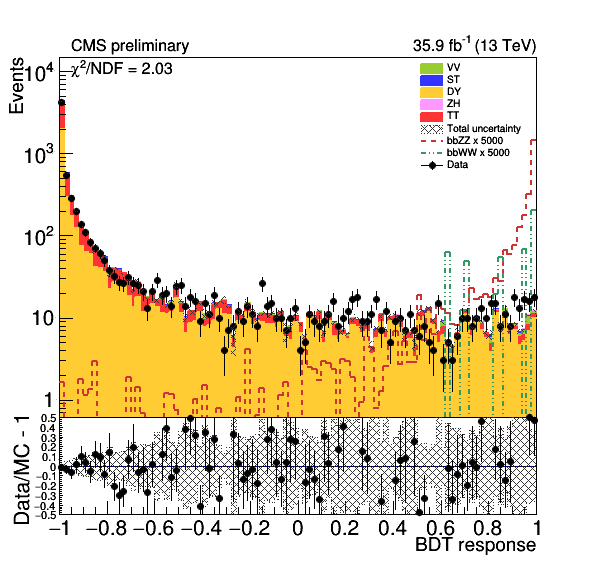 CMS preliminary
35.9 fb⁻¹ (13 TeV)
Events
χ²/NDF = 2.03
10⁴
10³
10²
10
1
VV
ST
DY
ZH
TT
Total uncertainty
bbZZ x 5000
bbWW x 5000
Data
Data/MC - 1
0.5
0.4
0.3
0.2
0.1
0
−0.1
−0.2
−0.3
−0.4
−0.5
−1 −0.8 −0.6 −0.4 −0.2 0 0.2 0.4 0.6 0.8 1
BDT response